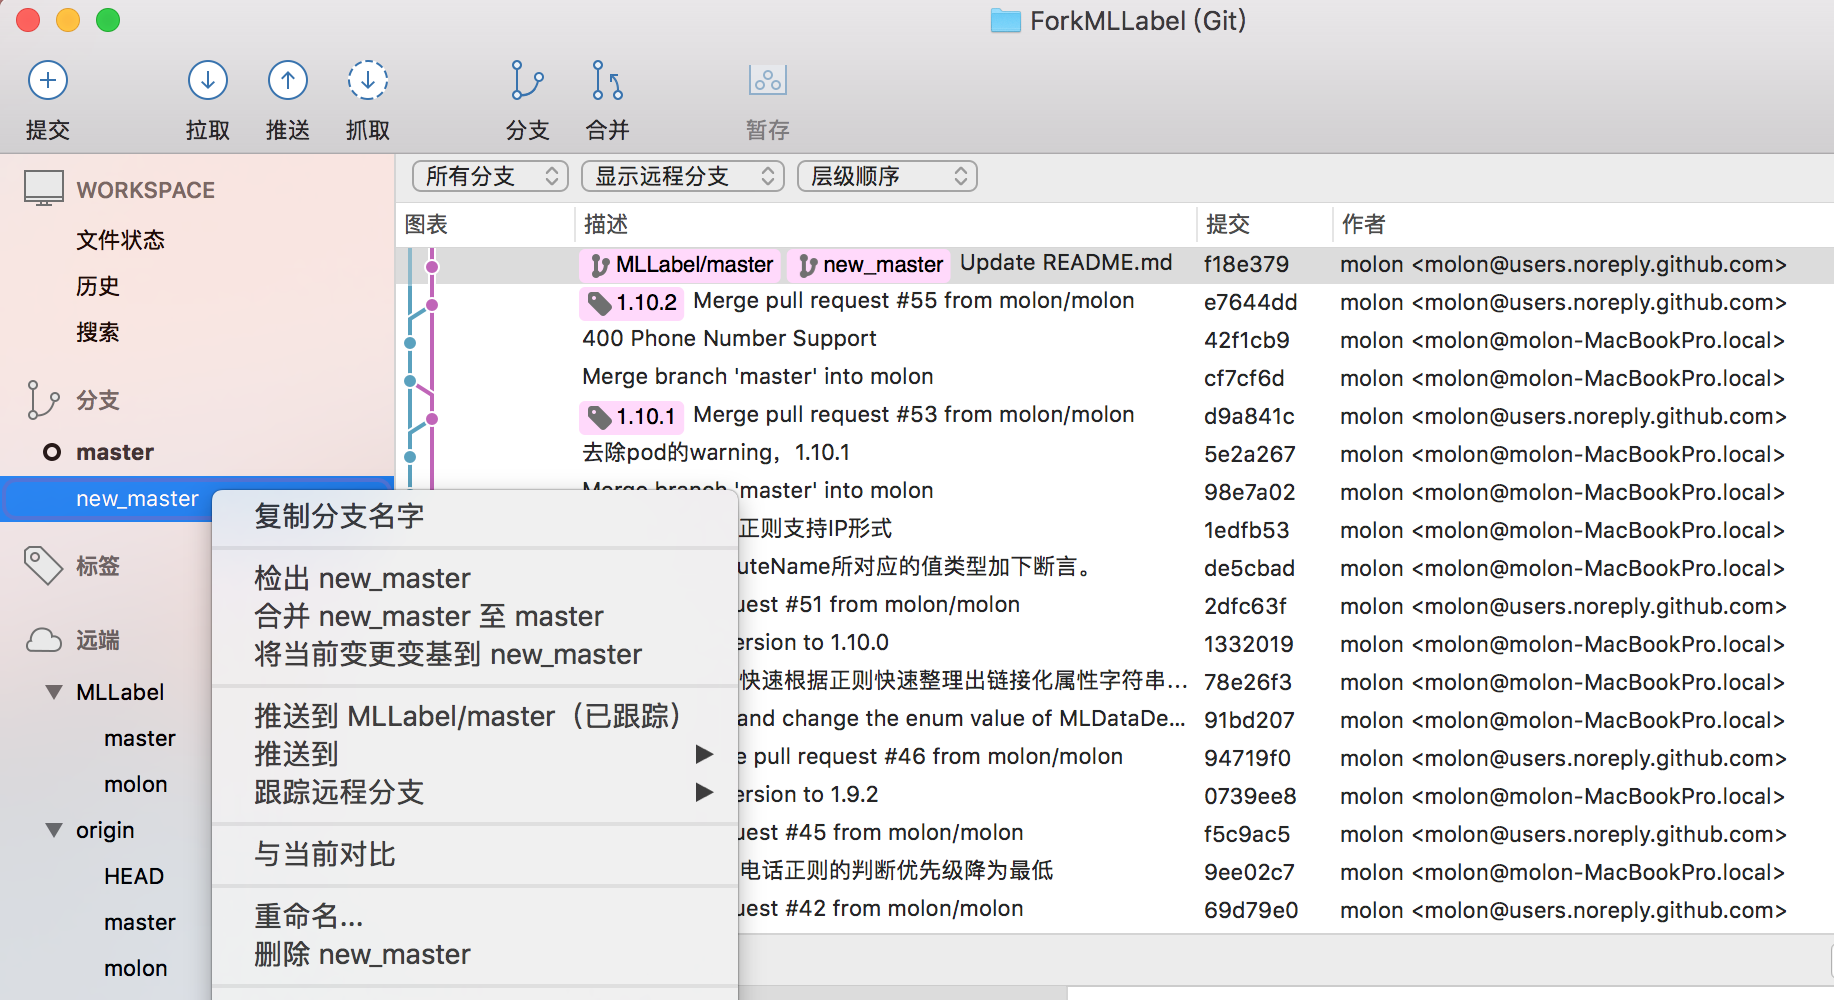 ForkMLLabel (Git)
提交 拉取 推送 抓取 分支 合并 暂存
WORKSPACE
文件状态
历史
搜索
分支
master
new_master
标签
远端
MLLabel
master
molon
origin
HEAD
master
molon
复制分支名字
检出 new_master
合并 new_master 至 master
将当前变更变基到 new_master
推送到 MLLabel/master（已跟踪）
推送到
跟踪远程分支
与当前对比
重命名...
删除 new_master
所有分支 显示远程分支 层级顺序
图表 描述 提交 作者
MLLabel/master new_master Update README.md f18e379 molon <molon@users.noreply.github.com>
1.10.2 Merge pull request #55 from molon/molon e7644dd molon <molon@users.noreply.github.com>
400 Phone Number Support 42f1cb9 molon <molon@molon-MacBookPro.local>
Merge branch 'master' into molon cf7cf6d molon <molon@molon-MacBookPro.local>
1.10.1 Merge pull request #53 from molon/molon d9a841c molon <molon@users.noreply.github.com>
去除pod的warning，1.10.1 5e2a267 molon <molon@molon-MacBookPro.local>
Merge branch 'master' into molon 98e7a02 molon <molon@molon-MacBookPro.local>
正则支持IP形式 1edfb53 molon <molon@molon-MacBookPro.local>
uteName所对应的值类型加下断言。 de5cbad molon <molon@molon-MacBookPro.local>
uest #51 from molon/molon 2dfc63f molon <molon@users.noreply.github.com>
ersion to 1.10.0 1332019 molon <molon@molon-MacBookPro.local>
快速根据正则快速整理出链接化属性字符串... 78e26f3 molon <molon@molon-MacBookPro.local>
and change the enum value of MLDataDe... 91bd207 molon <molon@molon-MacBookPro.local>
e pull request #46 from molon/molon 94719f0 molon <molon@users.noreply.github.com>
ersion to 1.9.2 0739ee8 molon <molon@molon-MacBookPro.local>
uest #45 from molon/molon f5c9ac5 molon <molon@users.noreply.github.com>
电话正则的判断优先级降为最低 9ee02c7 molon <molon@molon-MacBookPro.local>
uest #42 from molon/molon 69d79e0 molon <molon@users.noreply.github.com>